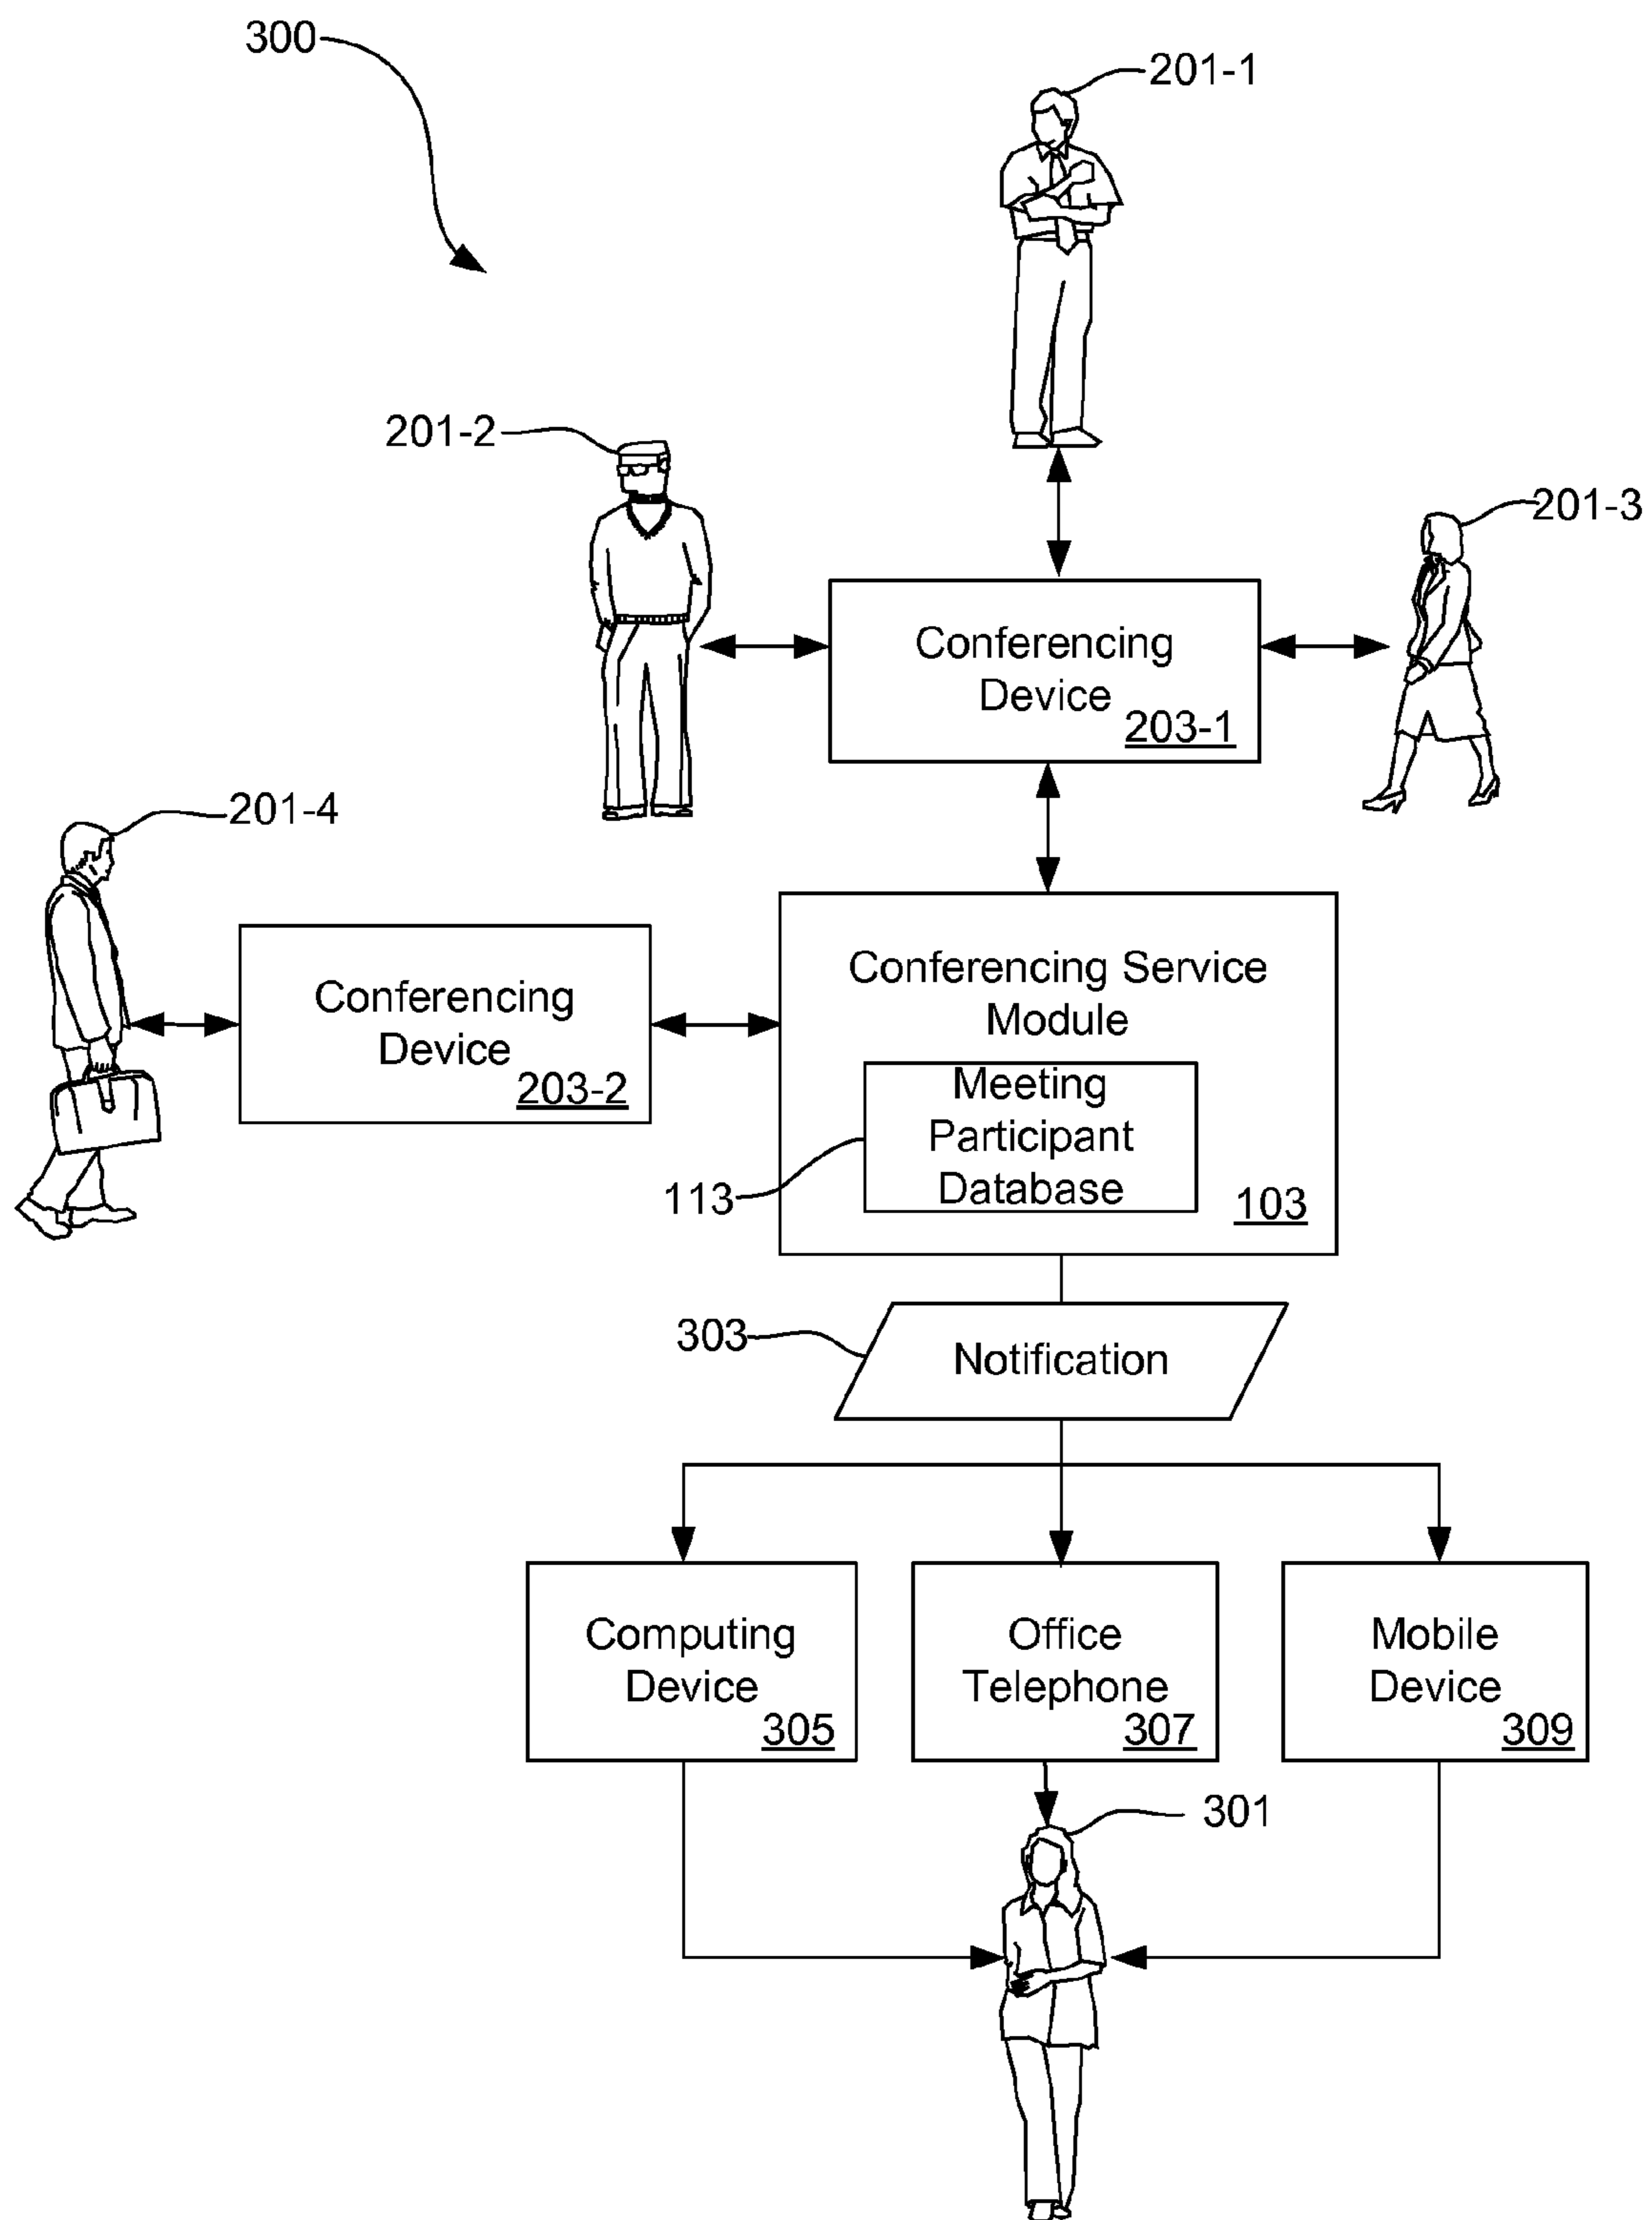 300
201-1
201-2
201-3
Conferencing
Device
203-1
201-4
Conferencing
Device
203-2
Conferencing Service
Module
Meeting
Participant
Database
113
103
303
Notification
Computing
Device
305
Office
Telephone
307
Mobile
Device
309
301